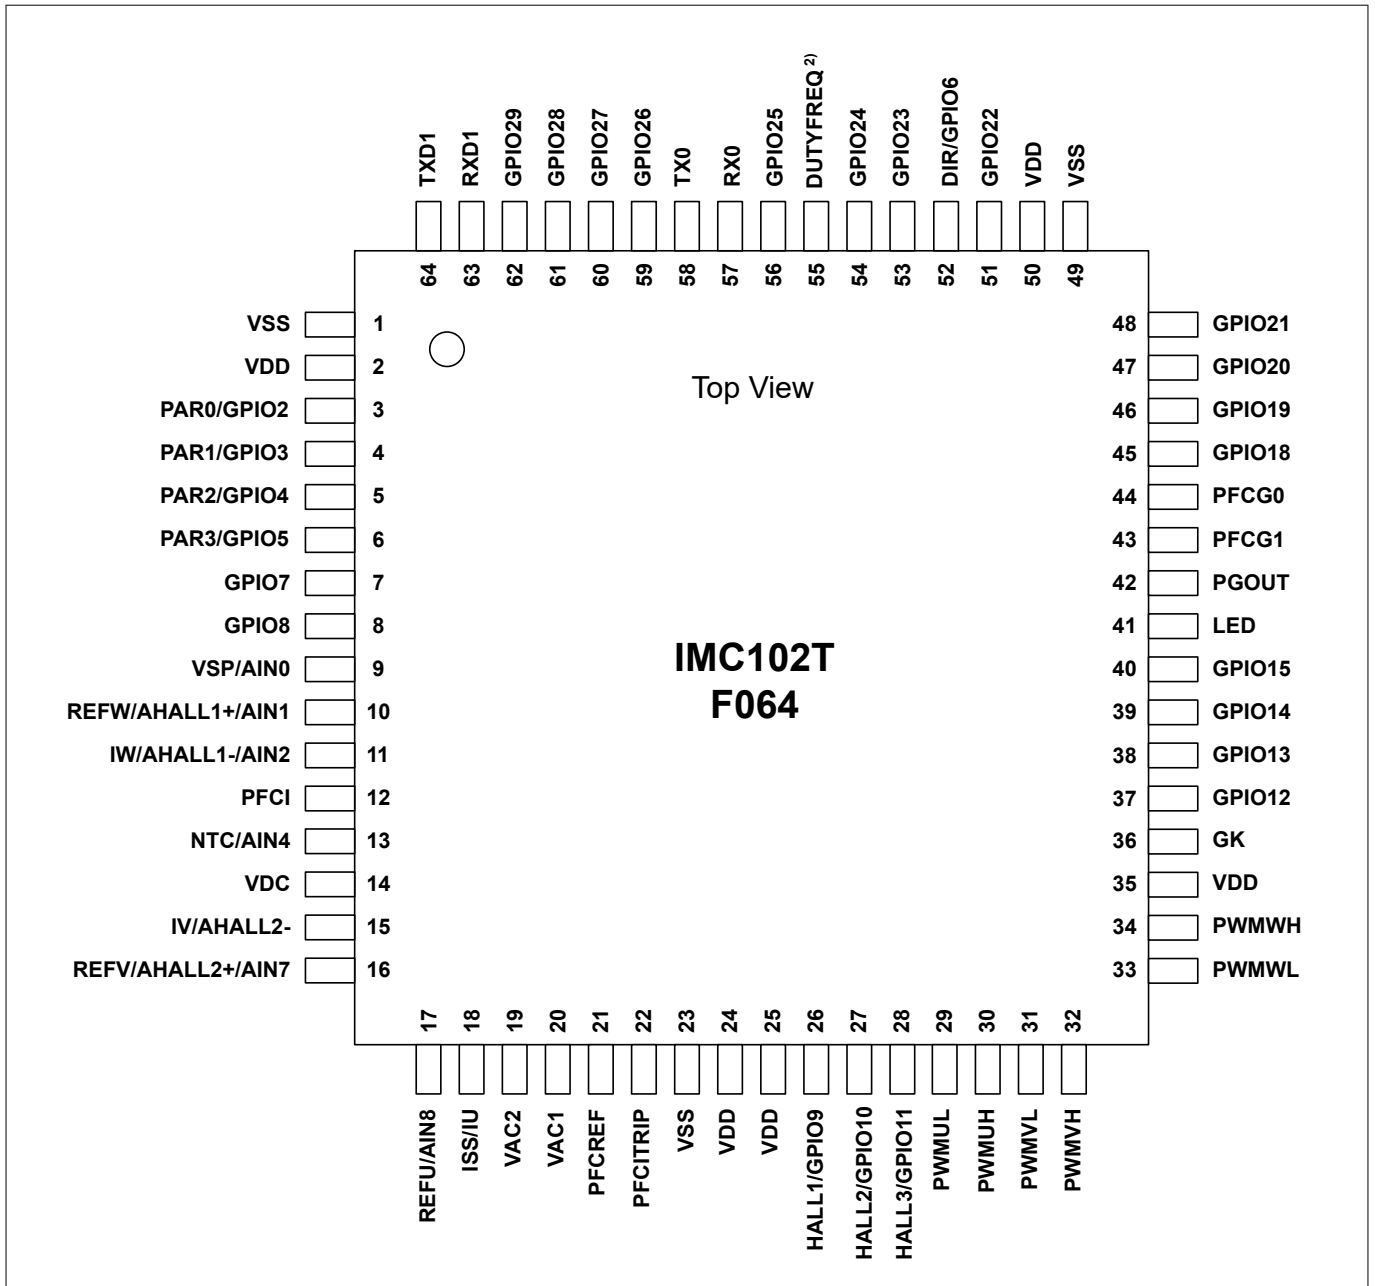 TXD1
RXD1
GPIO29
GPIO28
GPIO27
GPIO26
TX0
RX0
GPIO25
DUTYFREQ 2)
GPIO24
GPIO23
DIR/GPIO6
GPIO22
VDD
VSS
64 63 62 61 60 59 58 57 56 55 54 53 52 51 50 49
VSS 1
VDD 2
PAR0/GPIO2 3
PAR1/GPIO3 4
PAR2/GPIO4 5
PAR3/GPIO5 6
GPIO7 7
GPIO8 8
VSP/AIN0 9
REFW/AHALL1+/AIN1 10
IW/AHALL1-/AIN2 11
PFCI 12
NTC/AIN4 13
VDC 14
IV/AHALL2- 15
REFV/AHALL2+/AIN7 16
Top View
IMC102T
F064
48 GPIO21
47 GPIO20
46 GPIO19
45 GPIO18
44 PFCG0
43 PFCG1
42 PGOUT
41 LED
40 GPIO15
39 GPIO14
38 GPIO13
37 GPIO12
36 GK
35 VDD
34 PWMWH
33 PWMWL
17 18 19 20 21 22 23 24 25 26 27 28 29 30 31 32
REFU/AIN8
ISS/IU
VAC2
VAC1
PFCREF
PFCITRIP
VSS
VDD
VDD
HALL1/GPIO9
HALL2/GPIO10
HALL3/GPIO11
PWMUL
PWMUH
PWMVL
PWMVH